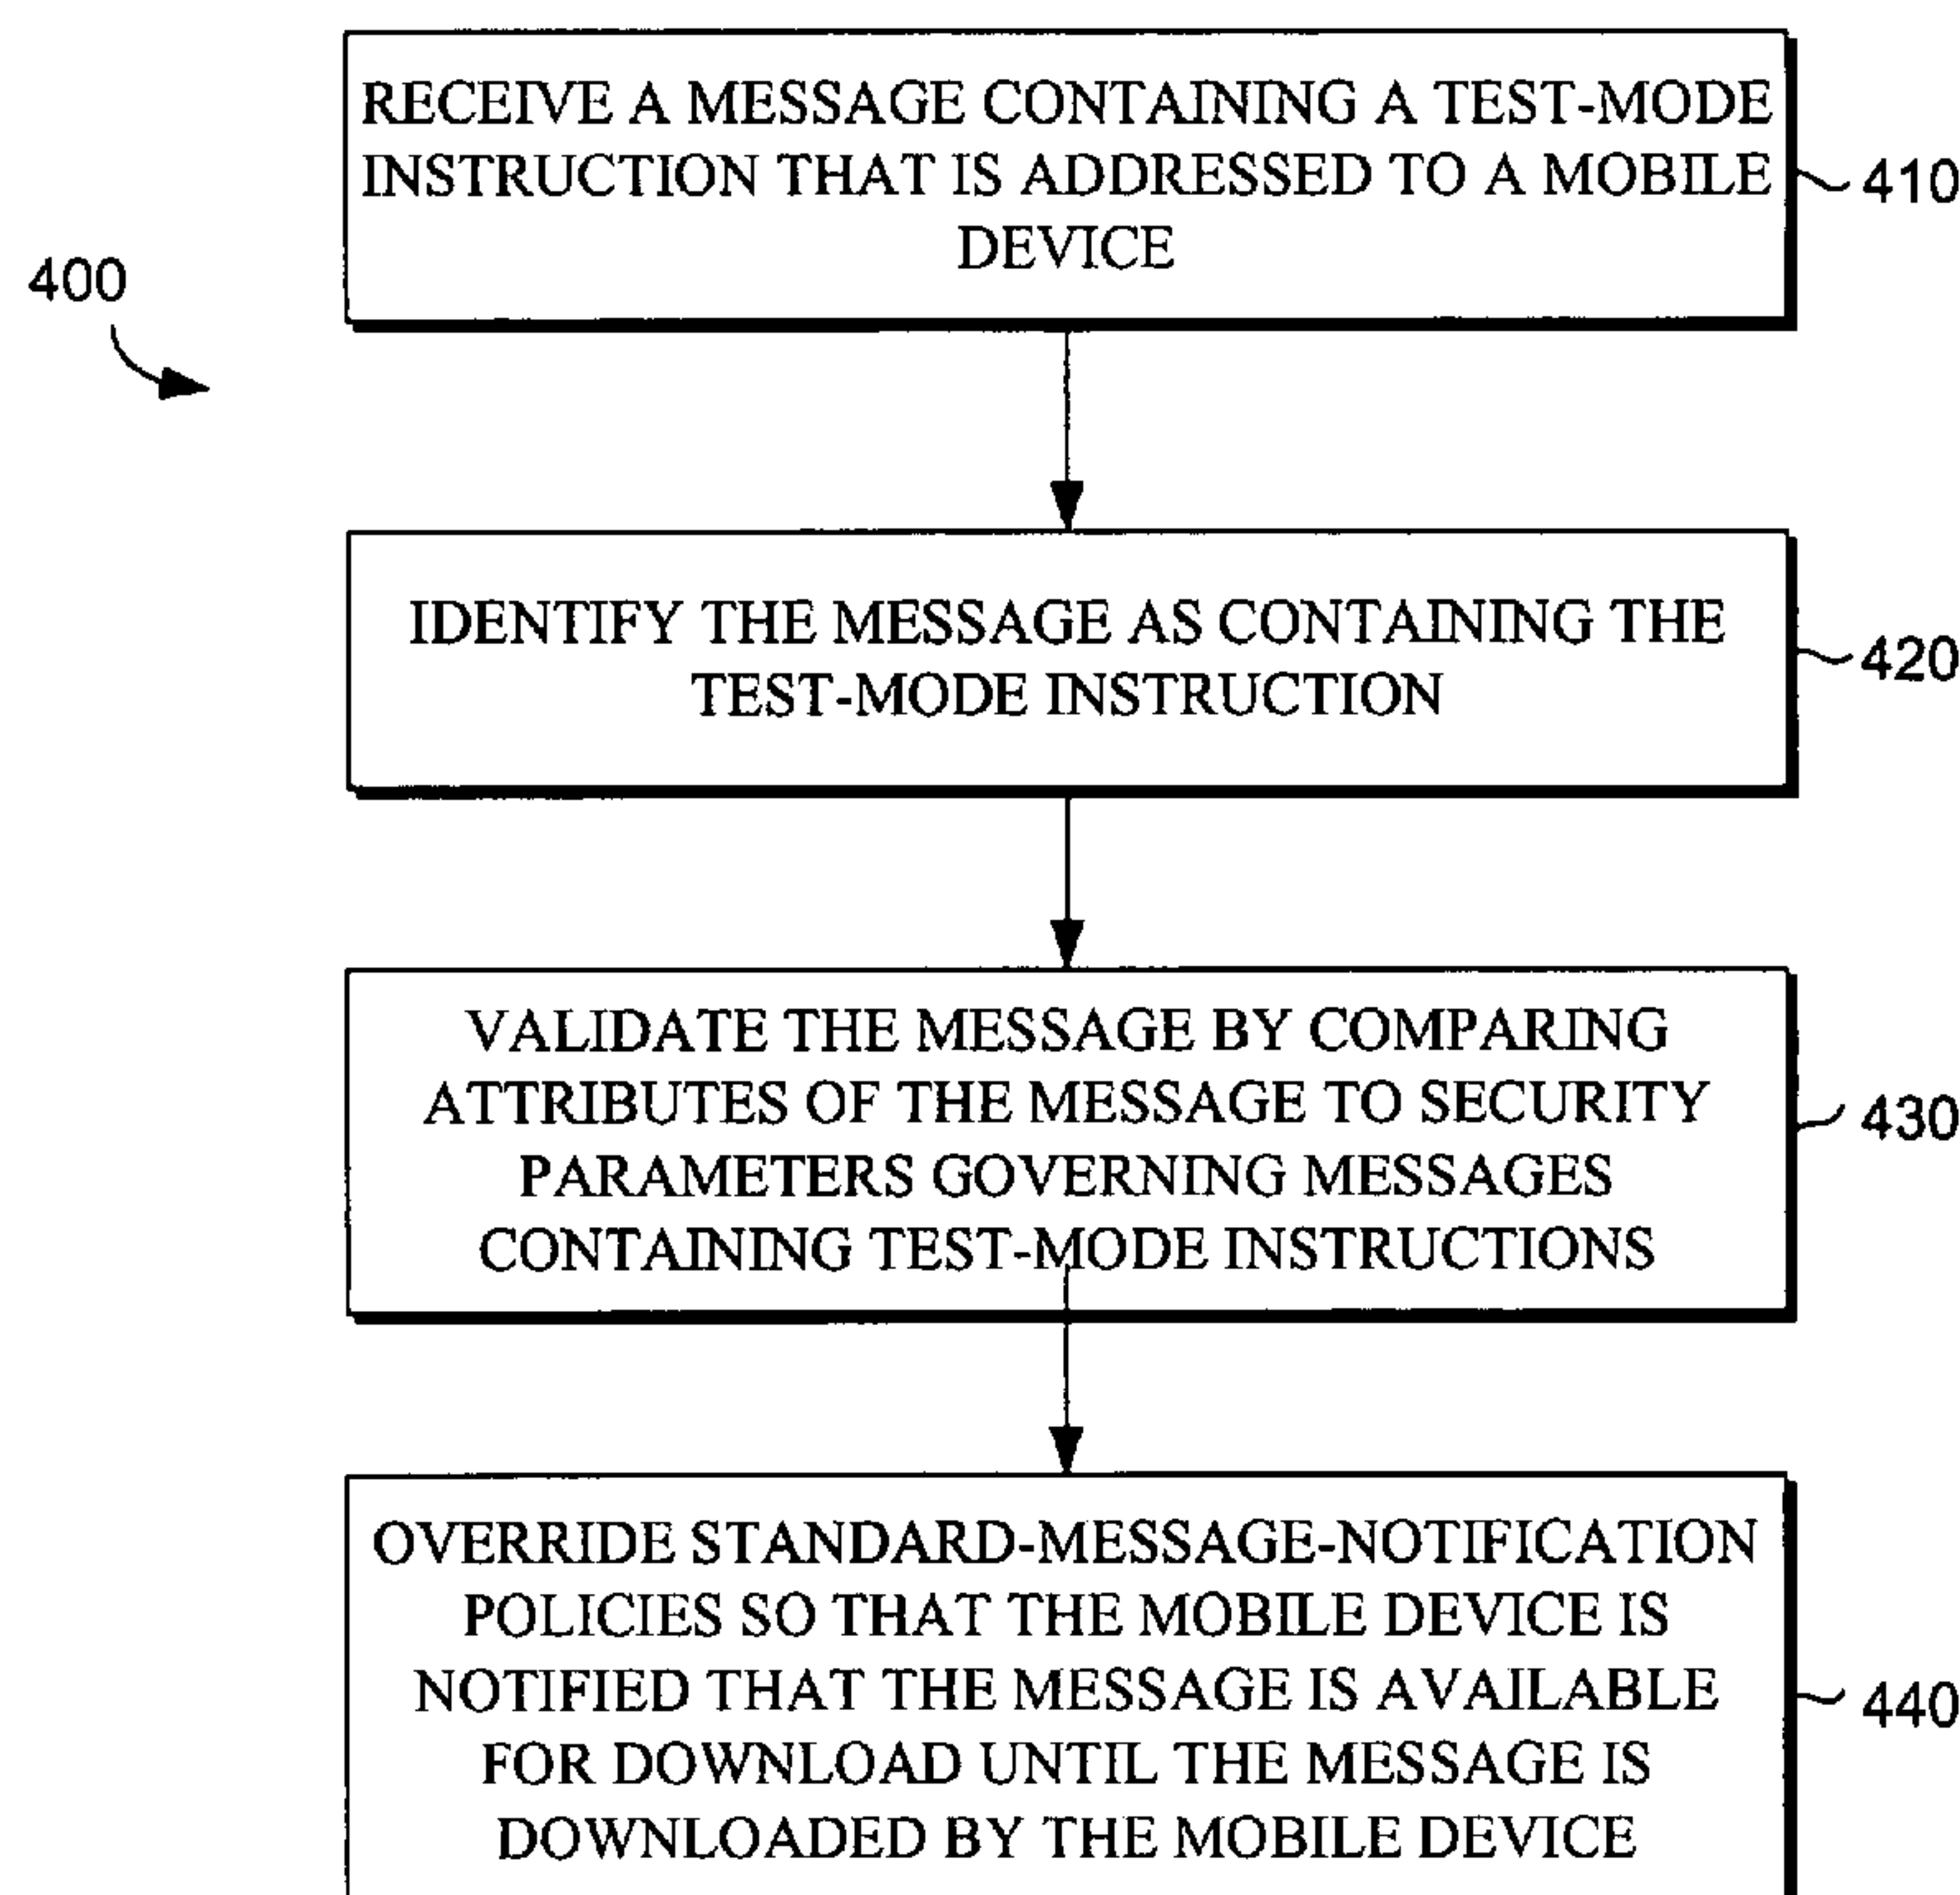 RECEIVE A MESSAGE CONTAINING A TEST-MODE
INSTRUCTION THAT IS ADDRESSED TO A MOBILE
DEVICE
410
400
IDENTIFY THE MESSAGE AS CONTAINING THE
TEST-MODE INSTRUCTION
420
VALIDATE THE MESSAGE BY COMPARING
ATTRIBUTES OF THE MESSAGE TO SECURITY
PARAMETERS GOVERNING MESSAGES
CONTAINING TEST-MODE INSTRUCTIONS
430
OVERRIDE STANDARD-MESSAGE-NOTIFICATION
POLICIES SO THAT THE MOBILE DEVICE IS
NOTIFIED THAT THE MESSAGE IS AVAILABLE
FOR DOWNLOAD UNTIL THE MESSAGE IS
DOWNLOADED BY THE MOBILE DEVICE
440